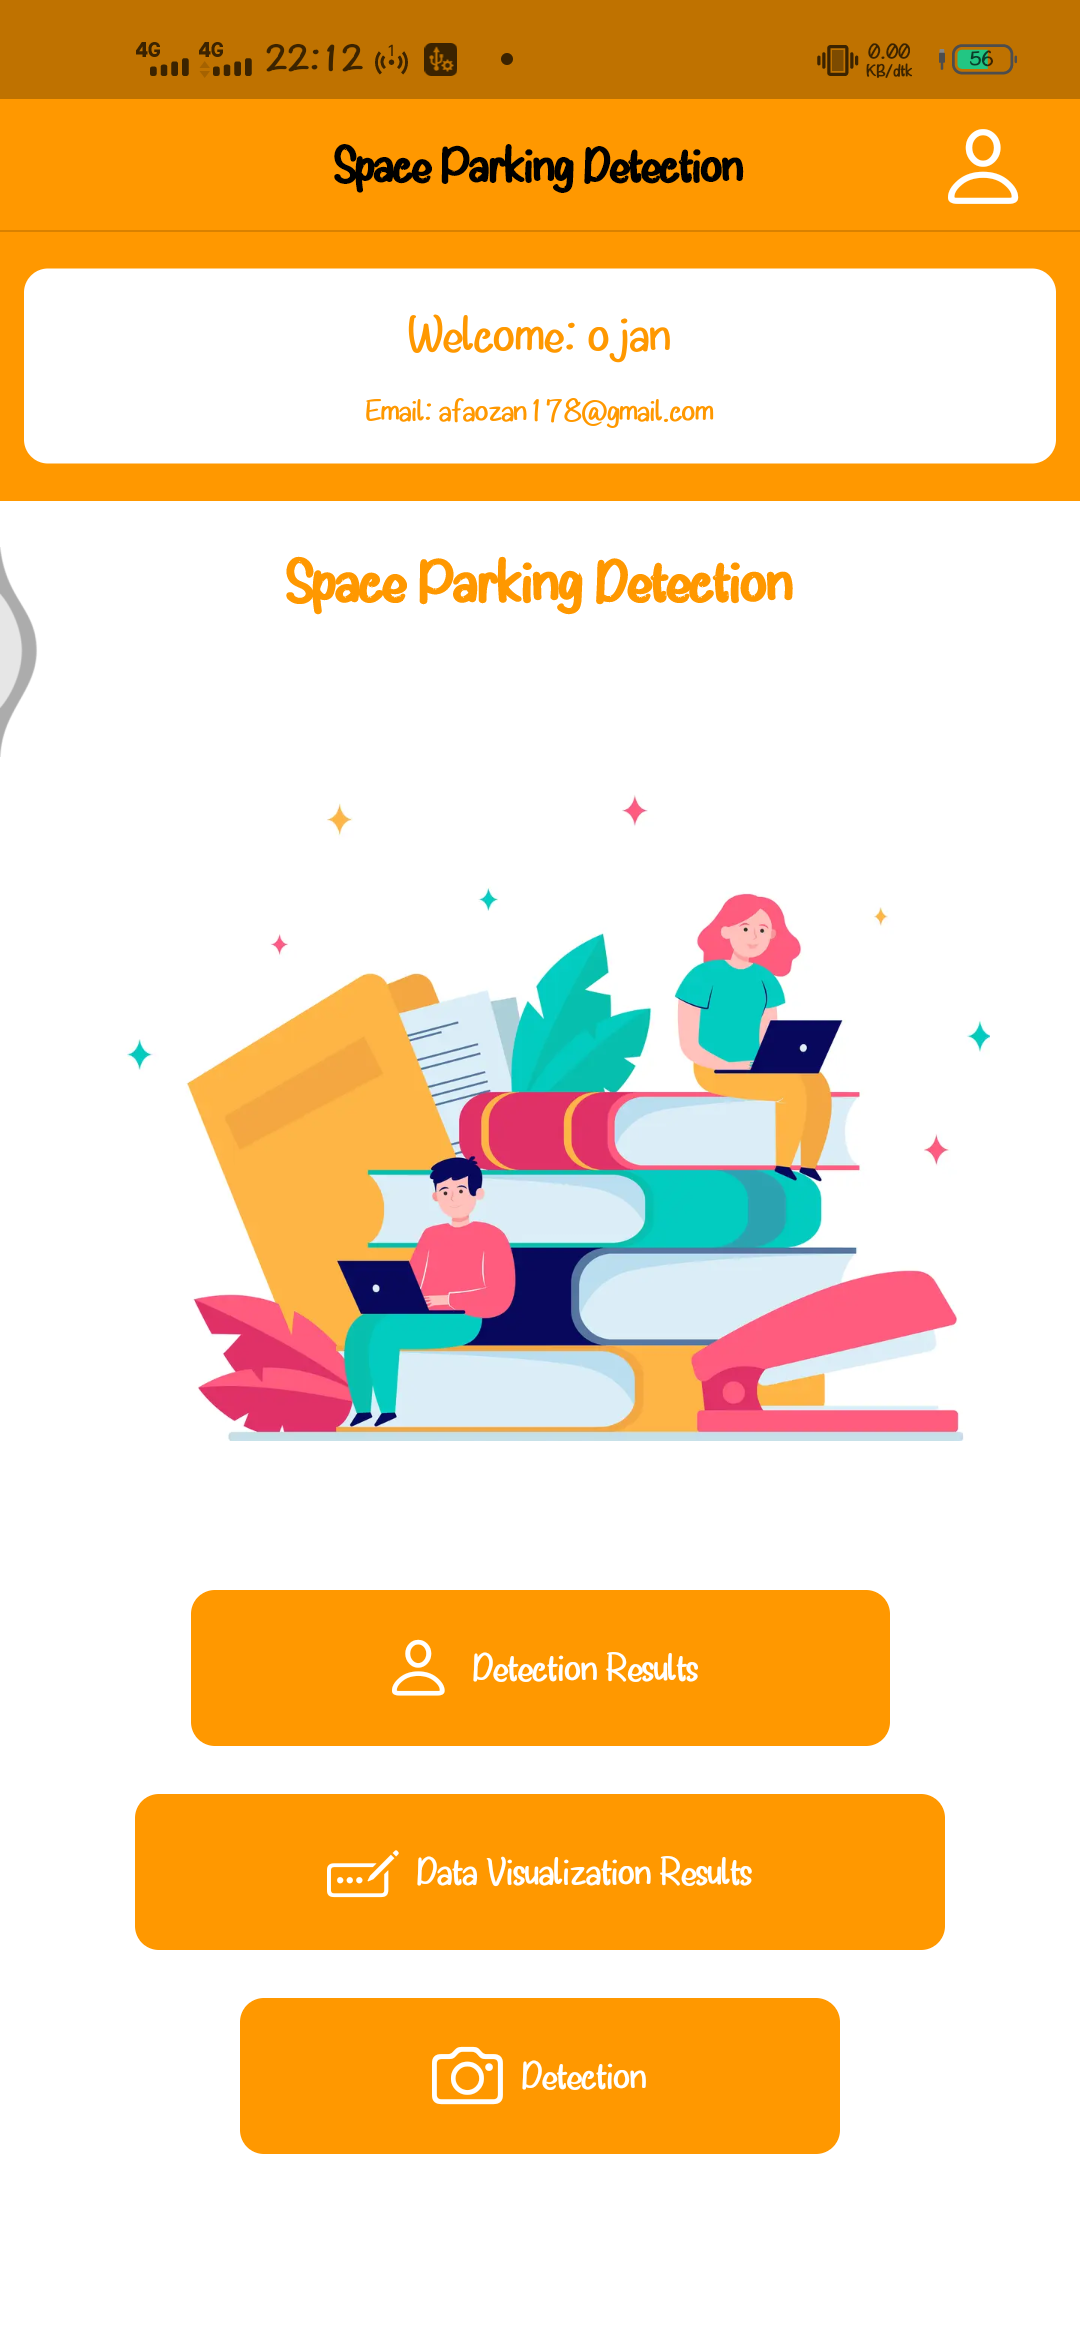 4G 4G 22:12 0.00 KB/dtk 56
Space Parking Detection
Welcome: ojan
Email: afaozan178@gmail.com
Space Parking Detection
Detection Results
Data Visualization Results
Detection